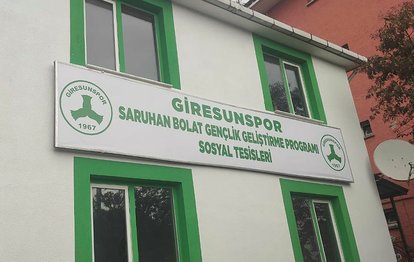 GİRESUNSPOR
1967
GİRESUNSPOR
SARUHAN BOLAT GENÇLİK GELİŞTİRME PROGRAMI
SOSYAL TESİSLERİ